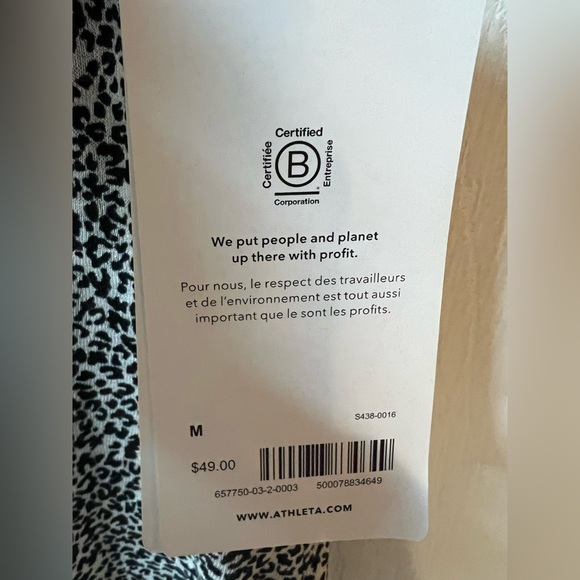 Certified
Certifiée
B
Entreprise
Corporation
We put people and planet
up there with profit.
Pour nous, le respect des travailleurs
et de l'environnement est tout aussi
important que le sont les profits.
S438-0016
M
$49.00
657750-03-2-0003 500078834649
WWW.ATHLETA.COM